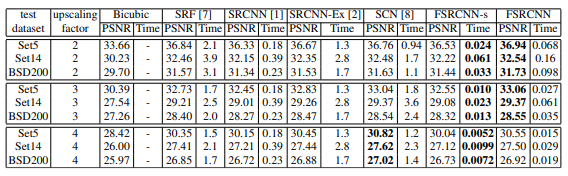 test upscaling Bicubic SRF [7] SRCNN [1] SRCNN-Ex [2] SCN [8] FSRCNN-s FSRCNN
dataset factor PSNR Time PSNR Time PSNR Time PSNR Time PSNR Time PSNR Time PSNR Time
Set5 2 33.66 - 36.84 2.1 36.33 0.18 36.67 1.3 36.76 0.94 36.53 0.024 36.94 0.068
Set14 2 30.23 - 32.46 3.9 32.15 0.39 32.35 2.8 32.48 1.7 32.22 0.061 32.54 0.16
BSD200 2 29.70 - 31.57 3.1 31.34 0.23 31.53 1.7 31.63 1.1 31.44 0.033 31.73 0.098
Set5 3 30.39 - 32.73 1.7 32.45 0.18 32.83 1.3 33.04 1.8 32.55 0.010 33.06 0.027
Set14 3 27.54 - 29.21 2.5 29.01 0.39 29.26 2.8 29.37 3.6 29.08 0.023 29.37 0.061
BSD200 3 27.26 - 28.40 2.0 28.27 0.23 28.47 1.7 28.54 2.4 28.32 0.013 28.55 0.035
Set5 4 28.42 - 30.35 1.5 30.15 0.18 30.45 1.3 30.82 1.2 30.04 0.0052 30.55 0.015
Set14 4 26.00 - 27.41 2.1 27.21 0.39 27.44 2.8 27.62 2.3 27.12 0.0099 27.50 0.029
BSD200 4 25.97 - 26.85 1.7 26.72 0.23 26.88 1.7 27.02 1.4 26.73 0.0072 26.92 0.019